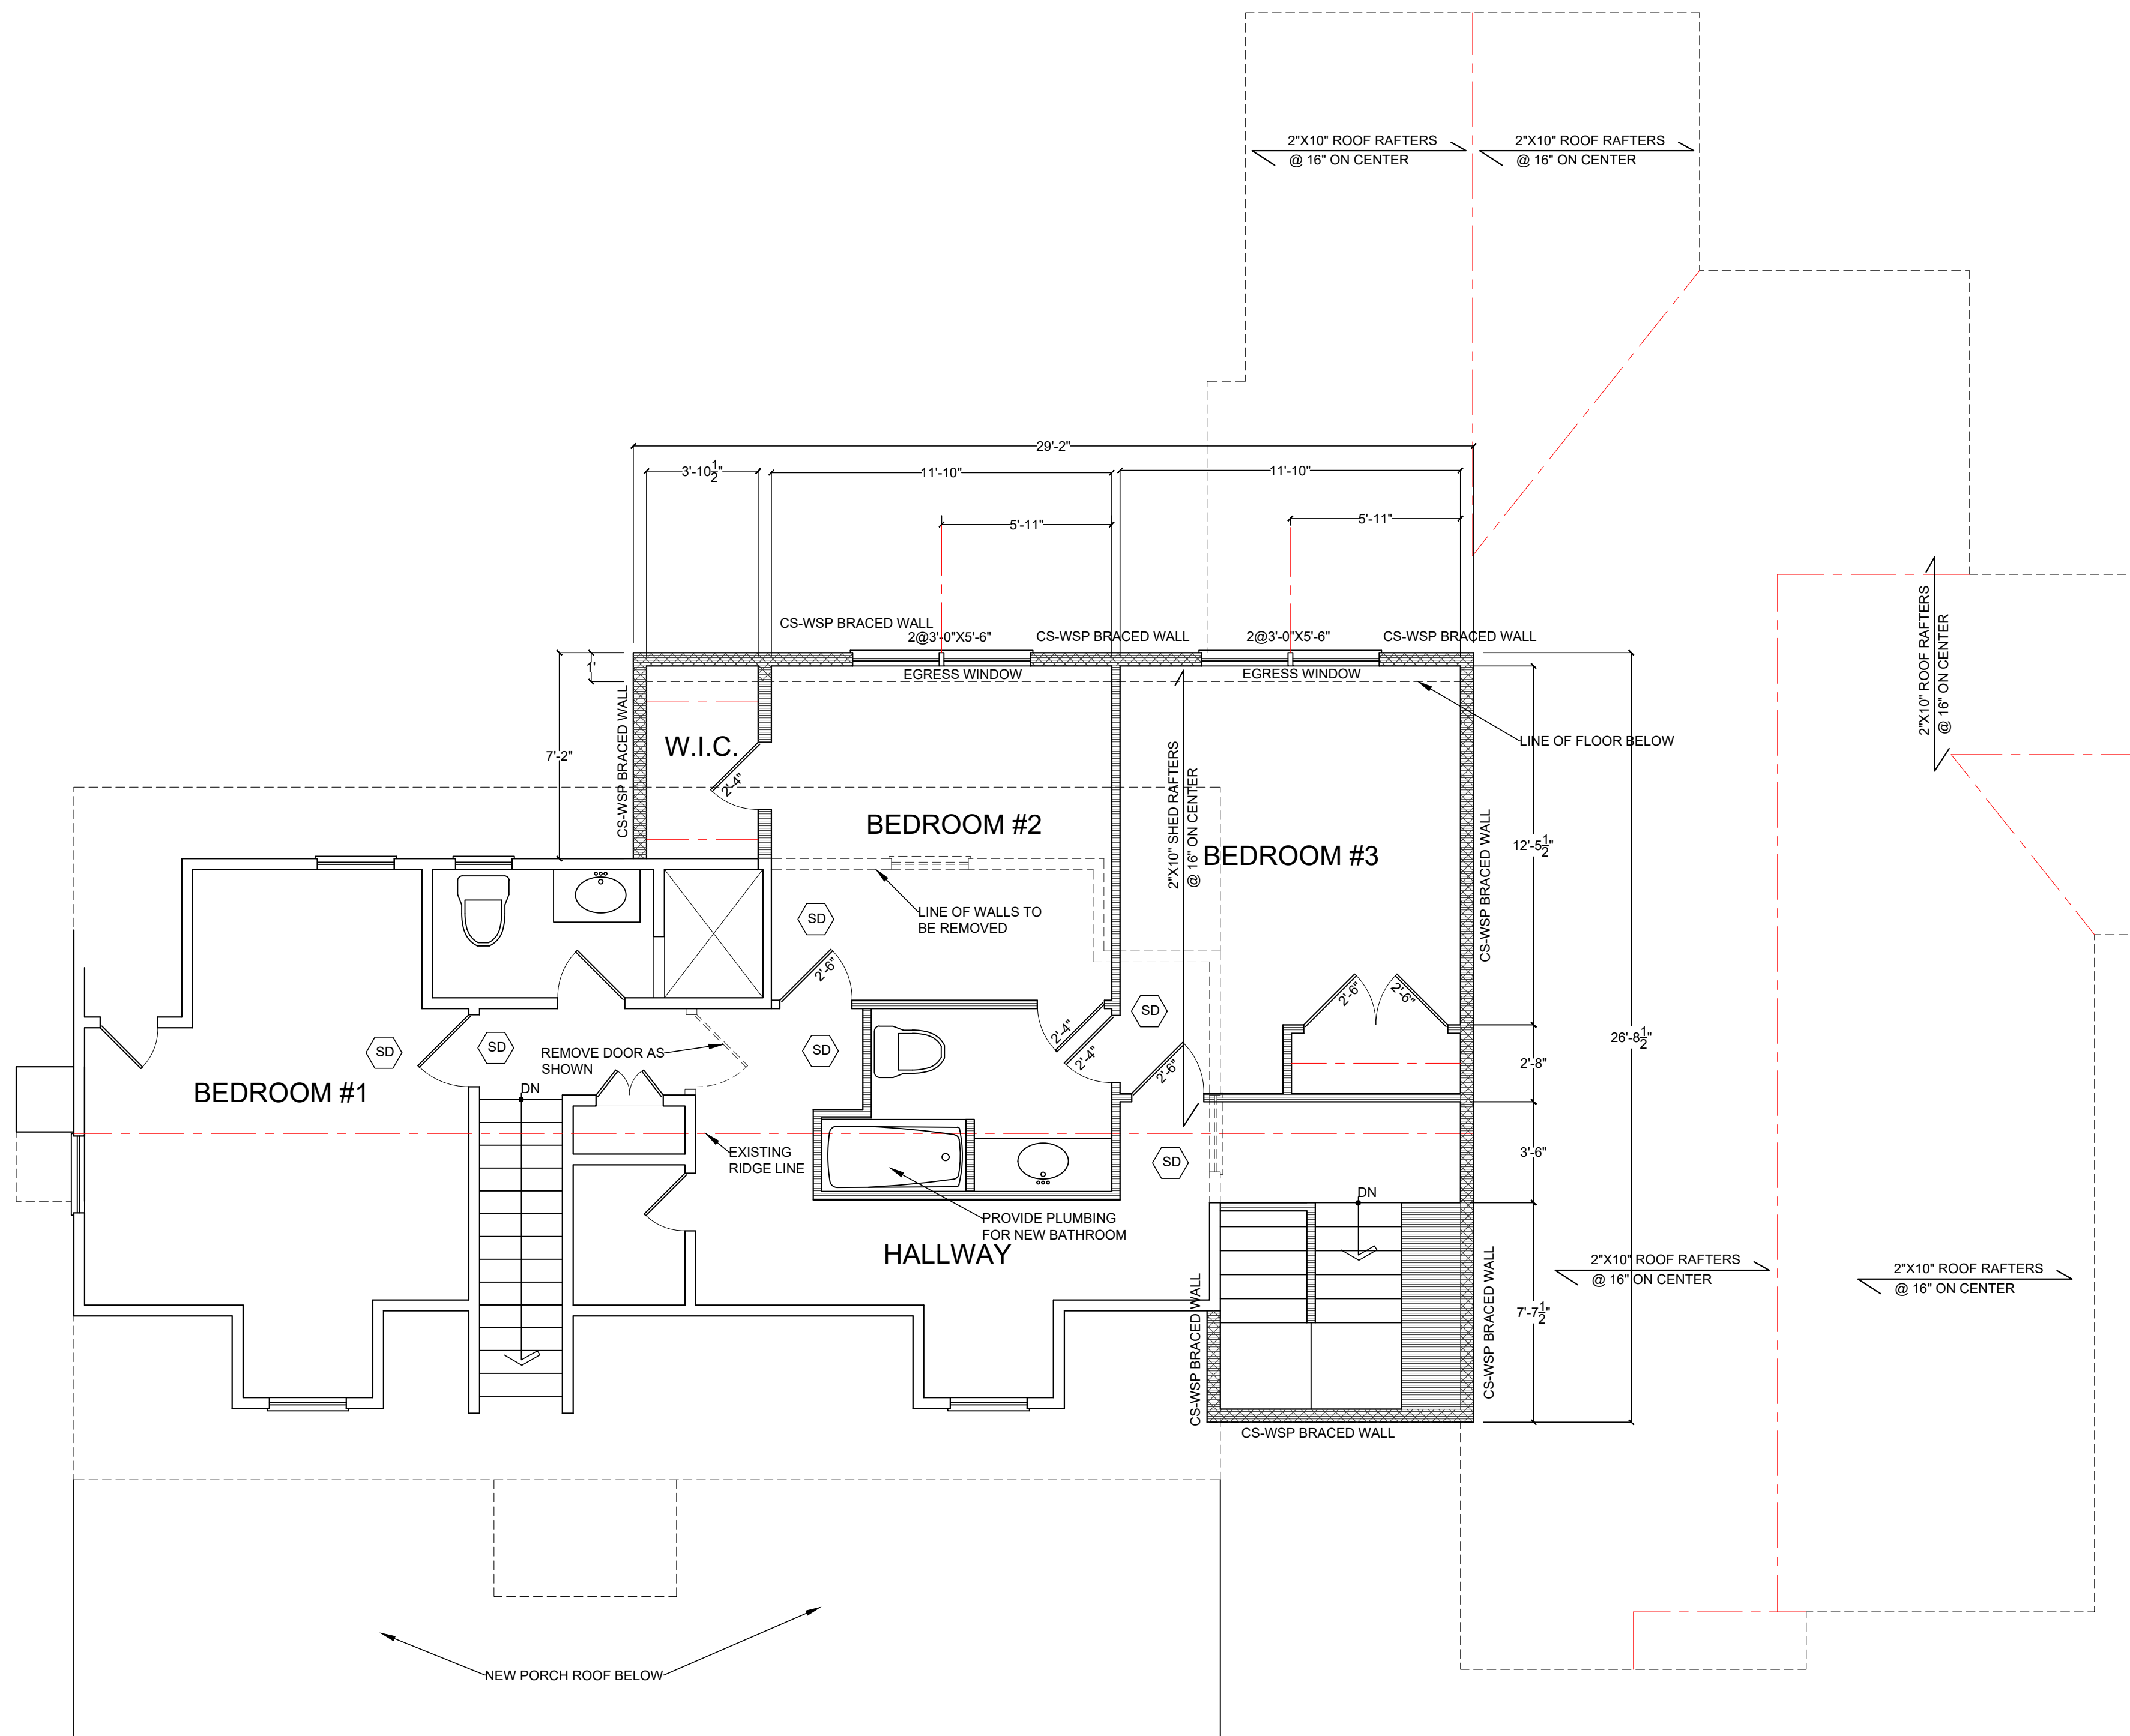 2"X10" ROOF RAFTERS
@ 16" ON CENTER
2"X10" ROOF RAFTERS
@ 16" ON CENTER
29'-2"
3'-10 1/2"
11'-10"
11'-10"
5'-11"
5'-11"
CS-WSP BRACED WALL
2@3'-0"X5'-6"
CS-WSP BRACED WALL
2@3'-0"X5'-6"
CS-WSP BRACED WALL
1'
EGRESS WINDOW
EGRESS WINDOW
2"X10" ROOF RAFTERS
@ 16" ON CENTER
7'-2"
CS-WSP BRACED WALL
W.I.C.
2'-4"
LINE OF FLOOR BELOW
2"X10" SHED RAFTERS
@ 16" ON CENTER
BEDROOM #2
BEDROOM #3
CS-WSP BRACED WALL
12'-5 1/2"
SD
LINE OF WALLS TO
BE REMOVED
2'-6"
2'-6"
2'-6"
SD
2'-4"
2'-4"
2'-6"
26'-8 1/2"
2'-8"
SD
SD
SD
REMOVE DOOR AS
SHOWN
DN
BEDROOM #1
EXISTING
RIDGE LINE
SD
3'-6"
DN
PROVIDE PLUMBING
FOR NEW BATHROOM
HALLWAY
CS-WSP BRACED WALL
CS-WSP BRACED WALL
7'-7 1/2"
2"X10" ROOF RAFTERS
@ 16" ON CENTER
2"X10" ROOF RAFTERS
@ 16" ON CENTER
CS-WSP BRACED WALL
NEW PORCH ROOF BELOW